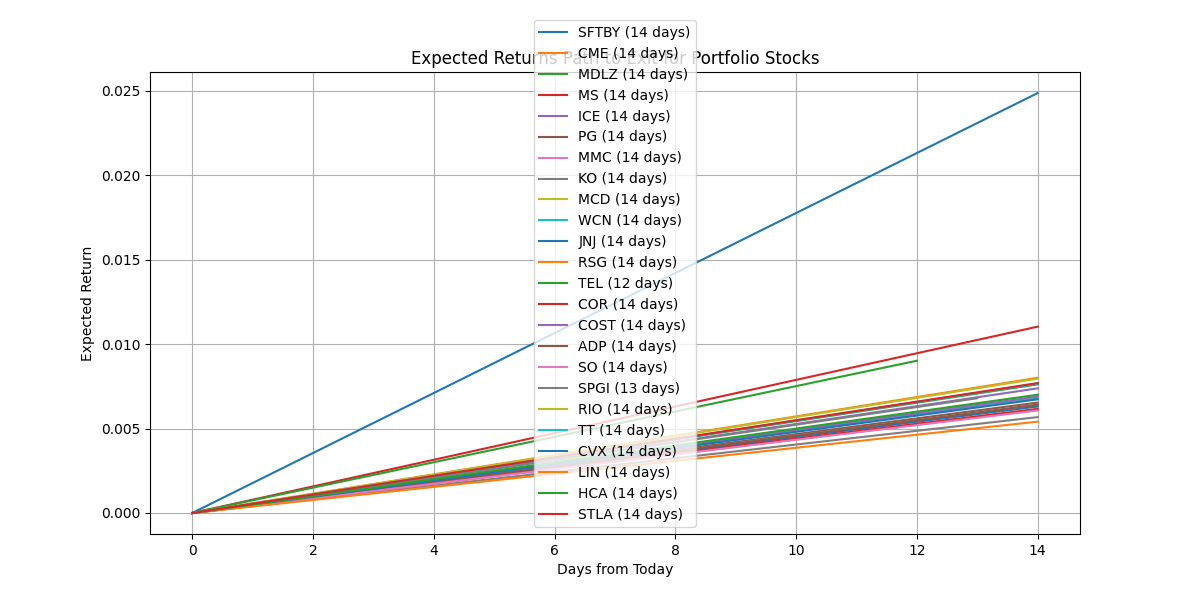 Expected Returns Path to Exit for Portfolio Stocks
SFTBY (14 days)
CME (14 days)
MDLZ (14 days)
MS (14 days)
ICE (14 days)
PG (14 days)
MMC (14 days)
KO (14 days)
MCD (14 days)
WCN (14 days)
JNJ (14 days)
RSG (14 days)
TEL (12 days)
COR (14 days)
COST (14 days)
ADP (14 days)
SO (14 days)
SPGI (13 days)
RIO (14 days)
TT (14 days)
CVX (14 days)
LIN (14 days)
HCA (14 days)
STLA (14 days)
Expected Return
0.025
0.020
0.015
0.010
0.005
0.000
0 2 4 6 8 10 12 14
Days from Today